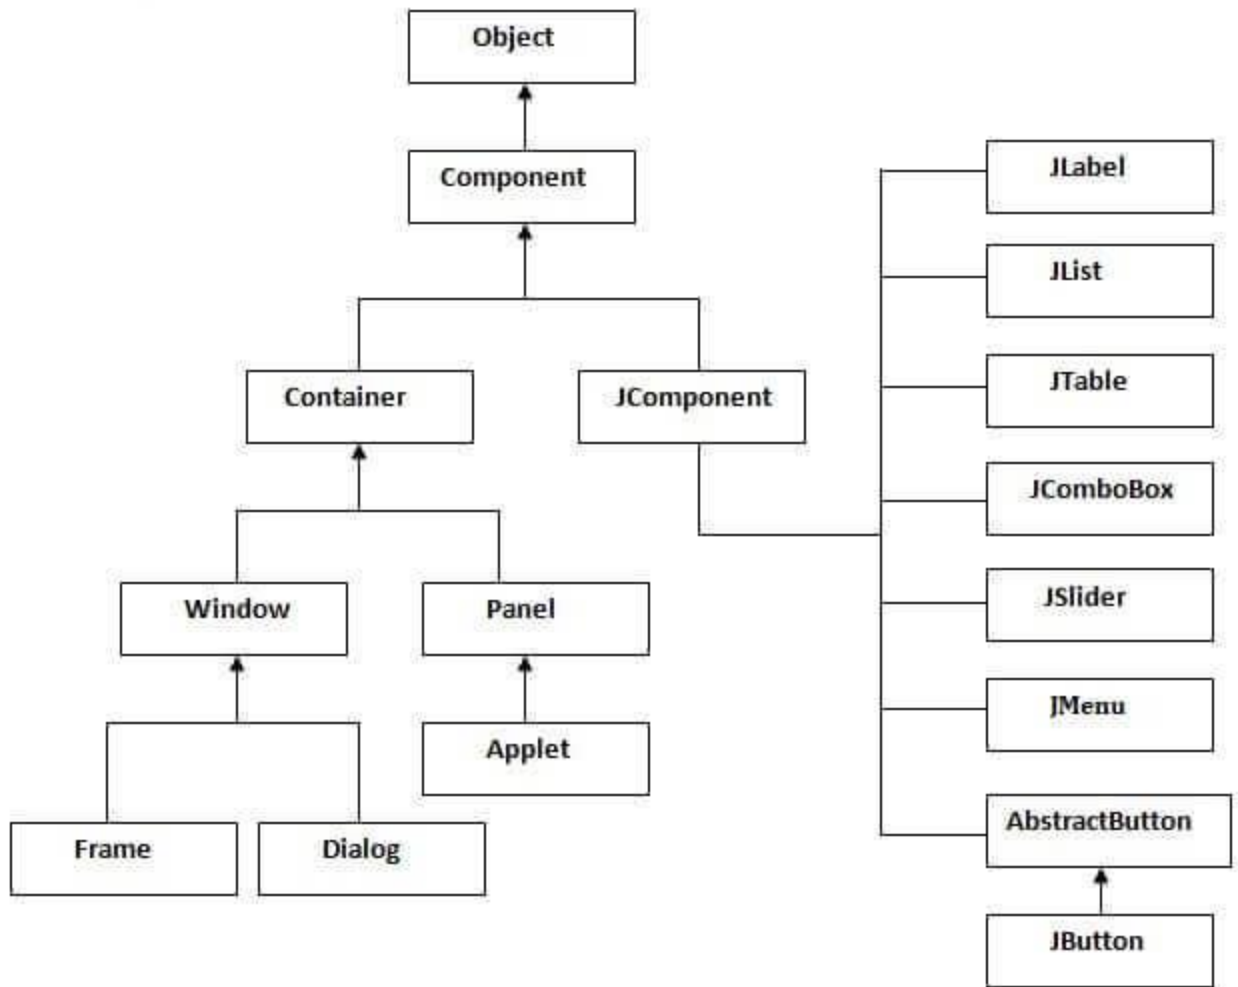 Object
Component
Container
JComponent
Window
Panel
Applet
Frame
Dialog
JLabel
JList
JTable
JComboBox
JSlider
JMenu
AbstractButton
JButton